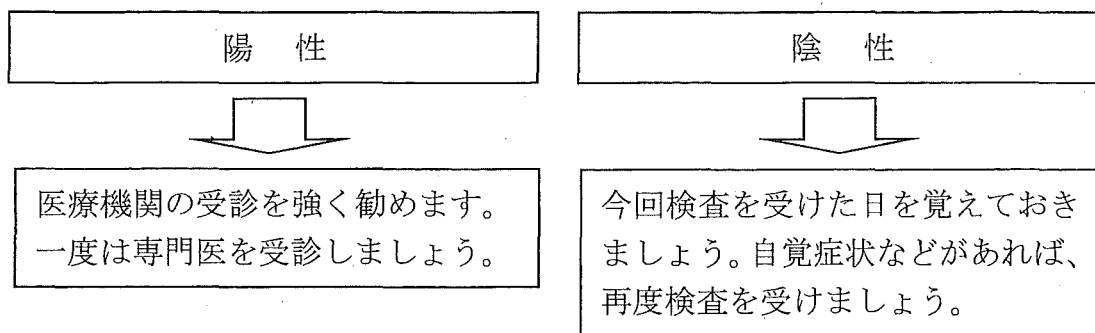 陽 性
医療機関の受診を強く勧めます。
一度は専門医を受診しましょう。
陰 性
今回検査を受けた日を覚えておき
ましょう。自覚症状などがあれば、
再度検査を受けましょう。